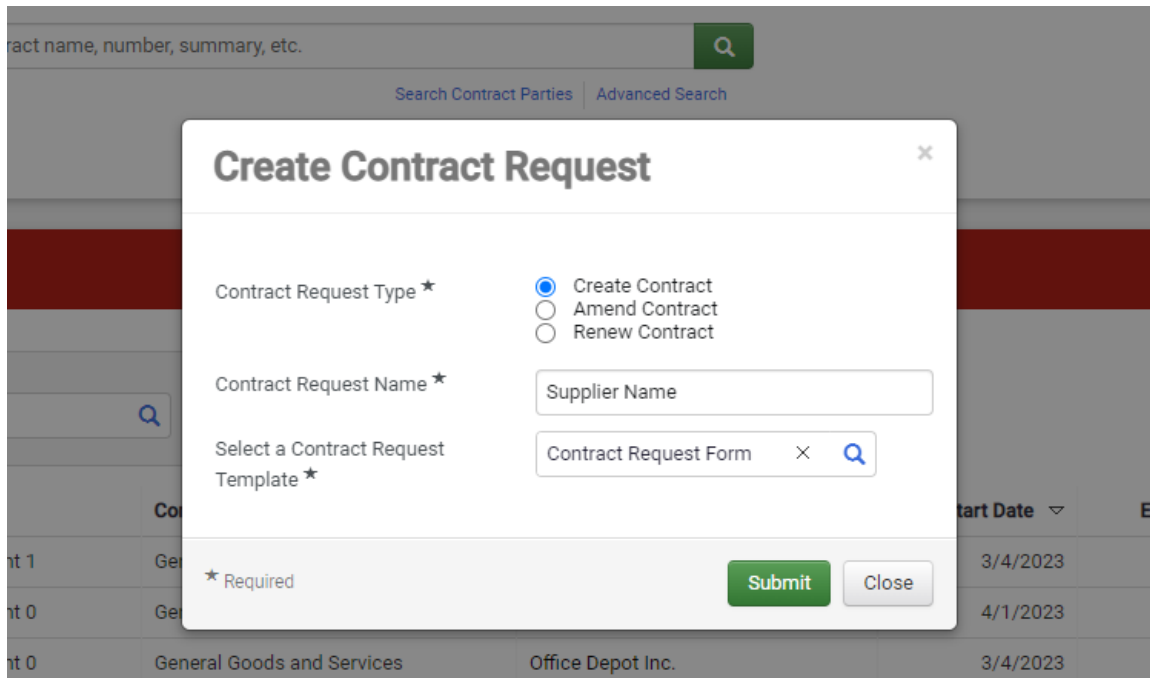 ract name, number, summary, etc.
Search Contract Parties | Advanced Search
Create Contract Request ×
Contract Request Type ★
Create Contract
Amend Contract
Renew Contract
Contract Request Name ★
Supplier Name
Select a Contract Request
Template ★
Contract Request Form ×
Co tart Date E
nt 1 Ge 3/4/2023
★ Required
Submit Close
nt 0 Ge 4/1/2023
nt 0 General Goods and Services Office Depot Inc. 3/4/2023